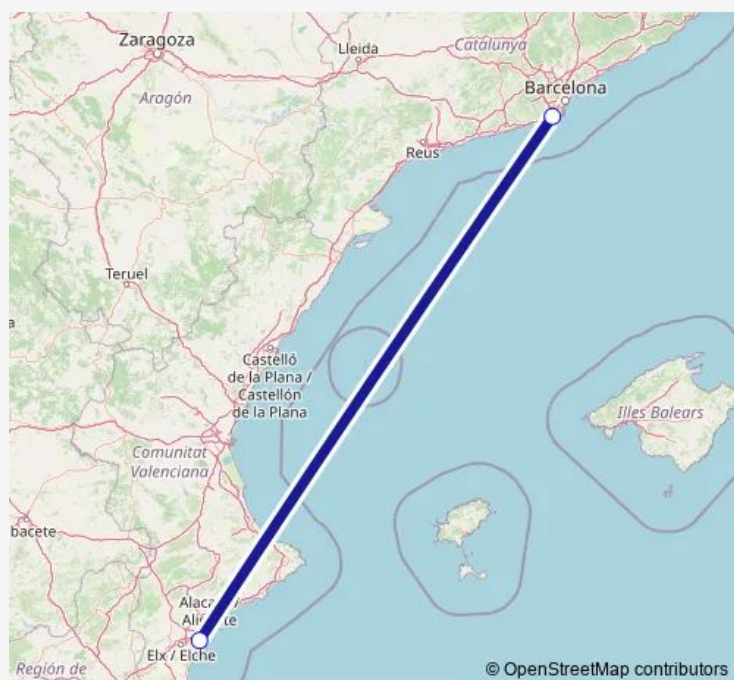 Zaragoza
Lleida
Catalunya
Barcelona
Aragón
Reus
Teruel
a
Castelló
de la Plana /
Castellón
de la Plana
Illes Balears
Comunitat
Valenciana
bacete
Elx / Elche
Región de
© OpenStreetMap contributors